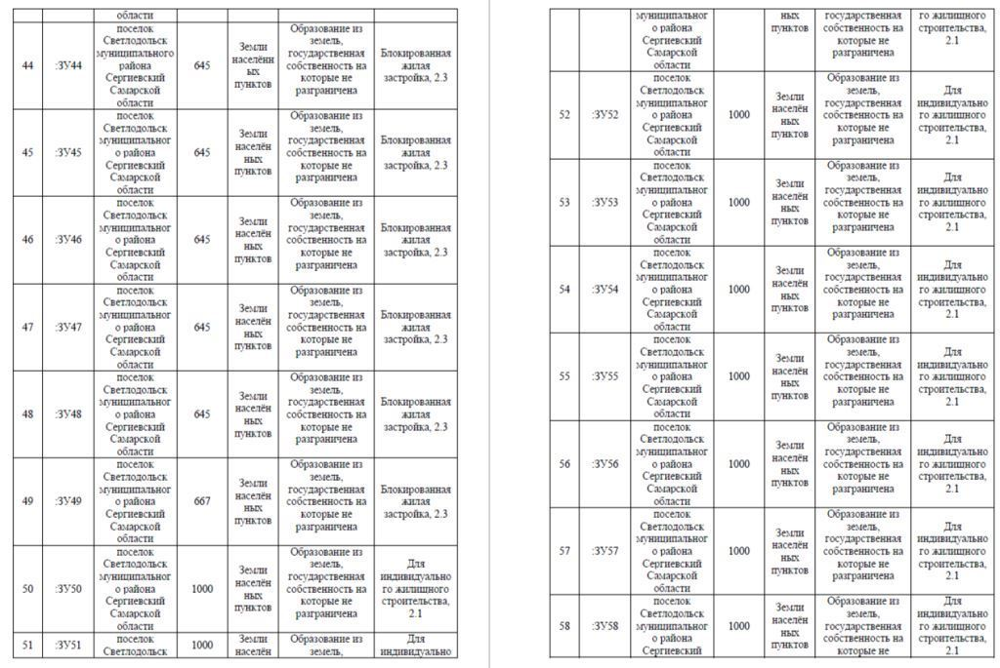 области
44 :ЗУ44 поселок Светлодольск муниципального района Сергиевский Самарской области 645 Земли населённ ых пунктов Образование из земель, государственная собственность на которые не разграничена Блокированная жилая застройка, 2.3
45 :ЗУ45 поселок Светлодольск муниципальног о района Сергиевский Самарской области 645 Земли населён ных пунктов Образование из земель, государственная собственность на которые не разграничена Блокированная жилая застройка, 2.3
46 :ЗУ46 поселок Светлодольск муниципальног о района Сергиевский Самарской области 645 Земли населён ных пунктов Образование из земель, государственная собственность на которые не разграничена Блокированная жилая застройка, 2.3
47 :ЗУ47 поселок Светлодольск муниципальног о района Сергиевский Самарской области 645 Земли населён ных пунктов Образование из земель, государственная собственность на которые не разграничена Блокированная жилая застройка, 2.3
48 :ЗУ48 поселок Светлодольск муниципальног о района Сергиевский Самарской области 645 Земли населён ных пунктов Образование из земель, государственная собственность на которые не разграничена Блокированная жилая застройка, 2.3
49 :ЗУ49 поселок Светлодольск муниципальног о района Сергиевский Самарской области 667 Земли населён ных пунктов Образование из земель, государственная собственность на которые не разграничена Блокированная жилая застройка, 2.3
50 :ЗУ50 поселок Светлодольск муниципальног о района Сергиевский Самарской области 1000 Земли населён ных пунктов Образование из земель, государственная собственность на которые не разграничена Для индивидуально го жилищного строительства, 2.1
51 :ЗУ51 поселок Светлодольск 1000 Земли населён Образование из земель, Для индивидуально
муниципальног о района Сергиевский Самарской области ных пунктов государственная собственность на которые не разграничена го жилищного строительства, 2.1
52 :ЗУ52 поселок Светлодольск муниципальног о района Сергиевский Самарской области 1000 Земли населён ных пунктов Образование из земель, государственная собственность на которые не разграничена Для индивидуально го жилищного строительства, 2.1
53 :ЗУ53 поселок Светлодольск муниципальног о района Сергиевский Самарской области 1000 Земли населён ных пунктов Образование из земель, государственная собственность на которые не разграничена Для индивидуально го жилищного строительства, 2.1
54 :ЗУ54 поселок Светлодольск муниципальног о района Сергиевский Самарской области 1000 Земли населён ных пунктов Образование из земель, государственная собственность на которые не разграничена Для индивидуально го жилищного строительства, 2.1
55 :ЗУ55 поселок Светлодольск муниципальног о района Сергиевский Самарской области 1000 Земли населён ных пунктов Образование из земель, государственная собственность на которые не разграничена Для индивидуально го жилищного строительства, 2.1
56 :ЗУ56 поселок Светлодольск муниципальног о района Сергиевский Самарской области 1000 Земли населён ных пунктов Образование из земель, государственная собственность на которые не разграничена Для индивидуально го жилищного строительства, 2.1
57 :ЗУ57 поселок Светлодольск муниципальног о района Сергиевский Самарской области 1000 Земли населён ных пунктов Образование из земель, государственная собственность на которые не разграничена Для индивидуально го жилищного строительства, 2.1
58 :ЗУ58 поселок Светлодольск муниципальног о района Сергиевский 1000 Земли населён ных пунктов Образование из земель, государственная собственность на которые не Для индивидуально го жилищного строительства, 2.1